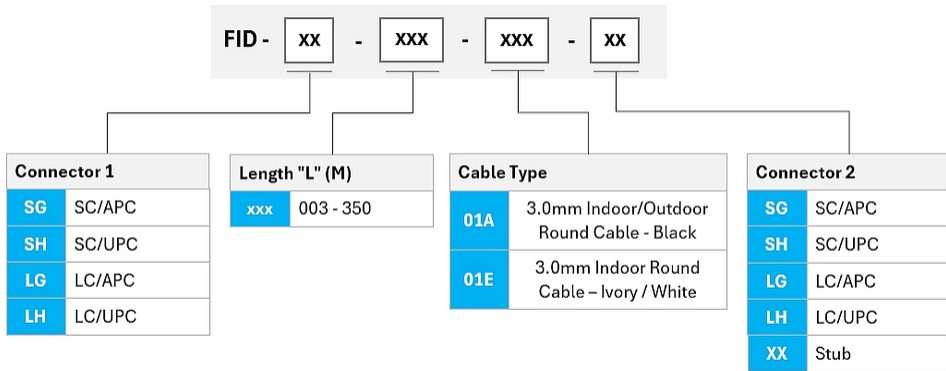 FID - XX - XXX - XXX - XX
Connector 1
SG SC/APC
SH SC/UPC
LG LC/APC
LH LC/UPC
Length "L" (M)
xxx 003 - 350
Cable Type
01A 3.0mm Indoor/Outdoor
Round Cable - Black
01E 3.0mm Indoor Round
Cable – Ivory / White
Connector 2
SG SC/APC
SH SC/UPC
LG LC/APC
LH LC/UPC
XX Stub